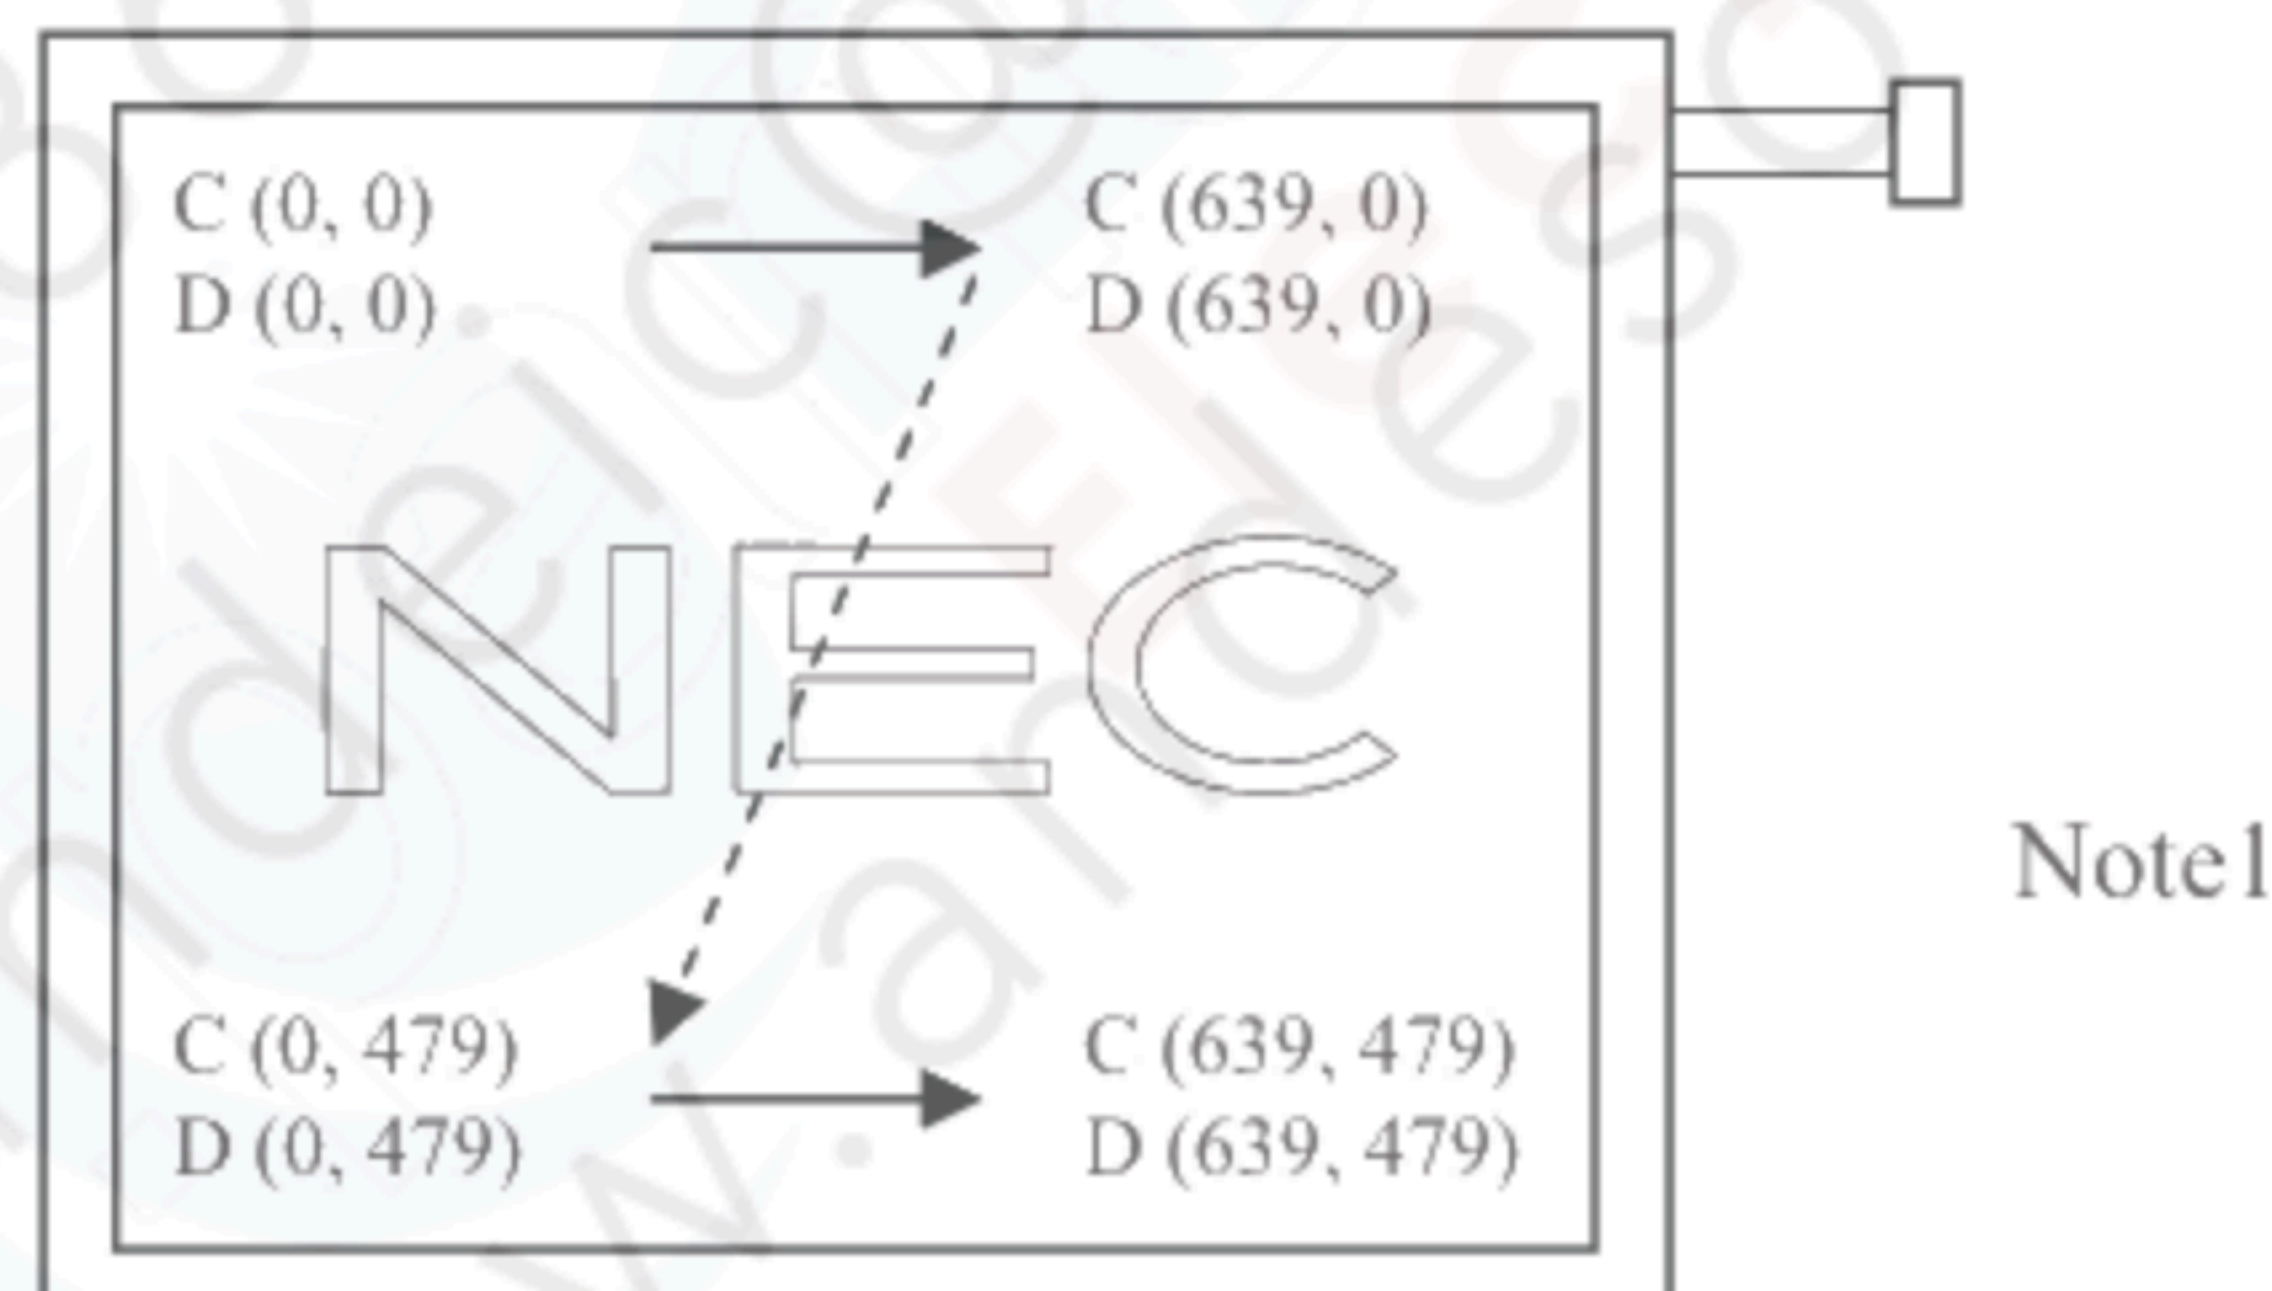 C (0, 0) C (639, 0)
D (0, 0) D (639, 0)
NEC
Note1
C (0, 479) C (639, 479)
D (0, 479) D (639, 479)